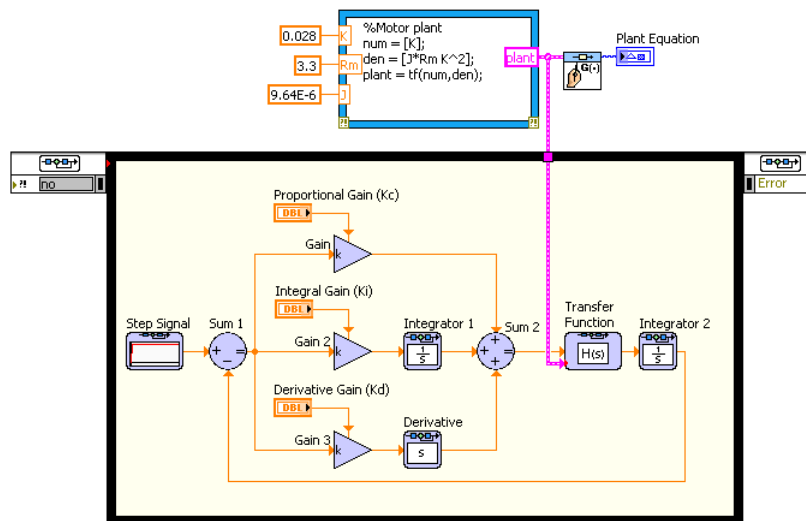 %Motor plant
0.028 K num = [K];
3.3 Rm den = [J*Rm K^2];
plant = tf(num,den);
9.64E-6 J
plant
G(•)
Plant Equation
?!
?!
no
?!
Error
Proportional Gain (Kc)
DBL
Gain
k
Integral Gain (Ki)
DBL
Gain 2
k
Derivative Gain (Kd)
DBL
Gain 3
k
Step Signal
Sum 1
+ − =
Integrator 1
1/s
Derivative
s
Sum 2
+ + + =
Transfer
Function
H(s)
Integrator 2
1/s